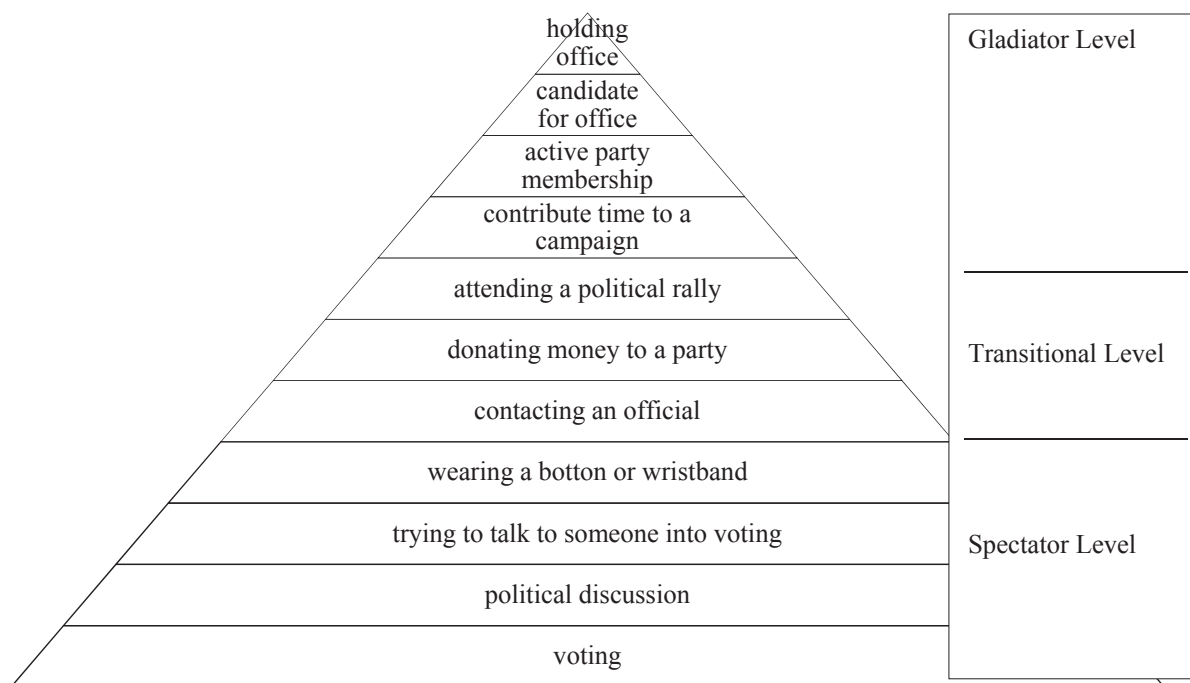 holding
office
candidate
for office
active party
membership
contribute time to a
campaign
attending a political rally
donating money to a party
contacting an official
wearing a botton or wristband
trying to talk to someone into voting
political discussion
voting
Gladiator Level
Transitional Level
Spectator Level